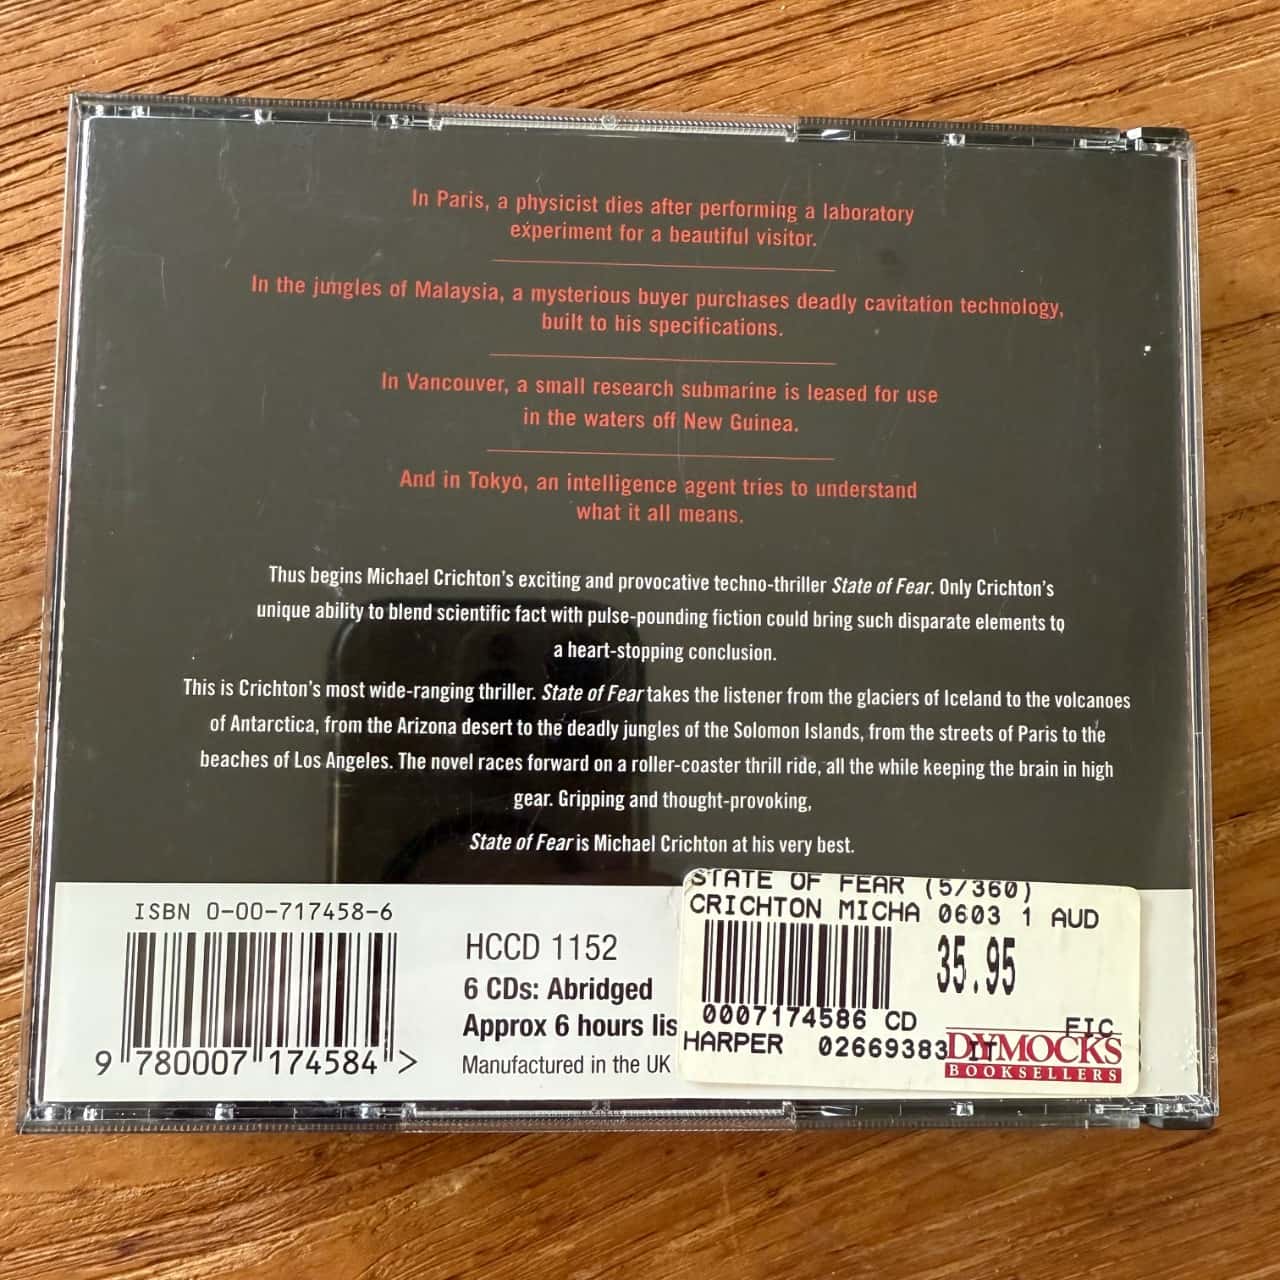 In Paris, a physicist dies after performing a laboratory
experiment for a beautiful visitor.
In the jungles of Malaysia, a mysterious buyer purchases deadly cavitation technology,
built to his specifications.
In Vancouver, a small research submarine is leased for use
in the waters off New Guinea.
And in Tokyo, an intelligence agent tries to understand
what it all means.
Thus begins Michael Crichton's exciting and provocative techno-thriller State of Fear. Only Crichton's
unique ability to blend scientific fact with pulse-pounding fiction could bring such disparate elements to
a heart-stopping conclusion.
This is Crichton's most wide-ranging thriller. State of Fear takes the listener from the glaciers of Iceland to the volcanoes
of Antarctica, from the Arizona desert to the deadly jungles of the Solomon Islands, from the streets of Paris to the
beaches of Los Angeles. The novel races forward on a roller-coaster thrill ride, all the while keeping the brain in high
gear. Gripping and thought-provoking,
State of Fear is Michael Crichton at his very best.
ISBN 0-00-717458-6
9 780007 174584 >
HCCD 1152
6 CDs: Abridged
Approx 6 hours lis
Manufactured in the UK
STATE OF FEAR (5/360)
CRICHTON MICHA 0603 1 AUD
35.95
0007174586 CD
FIC
HARPER 02669383 IT
DYMOCKS
BOOKSELLERS